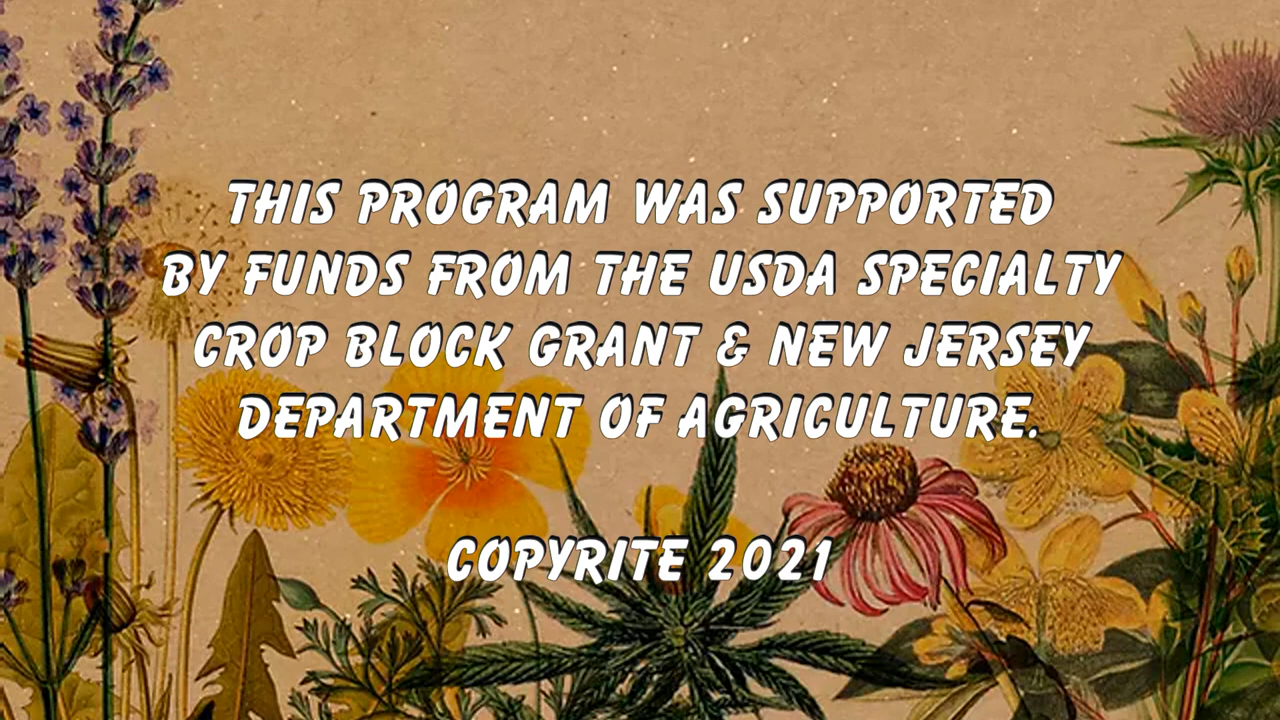 THIS PROGRAM WAS SUPPORTED
BY FUNDS FROM THE USDA SPECIALTY
CROP BLOCK GRANT & NEW JERSEY
DEPARTMENT OF AGRICULTURE.
COPYRITE 2021